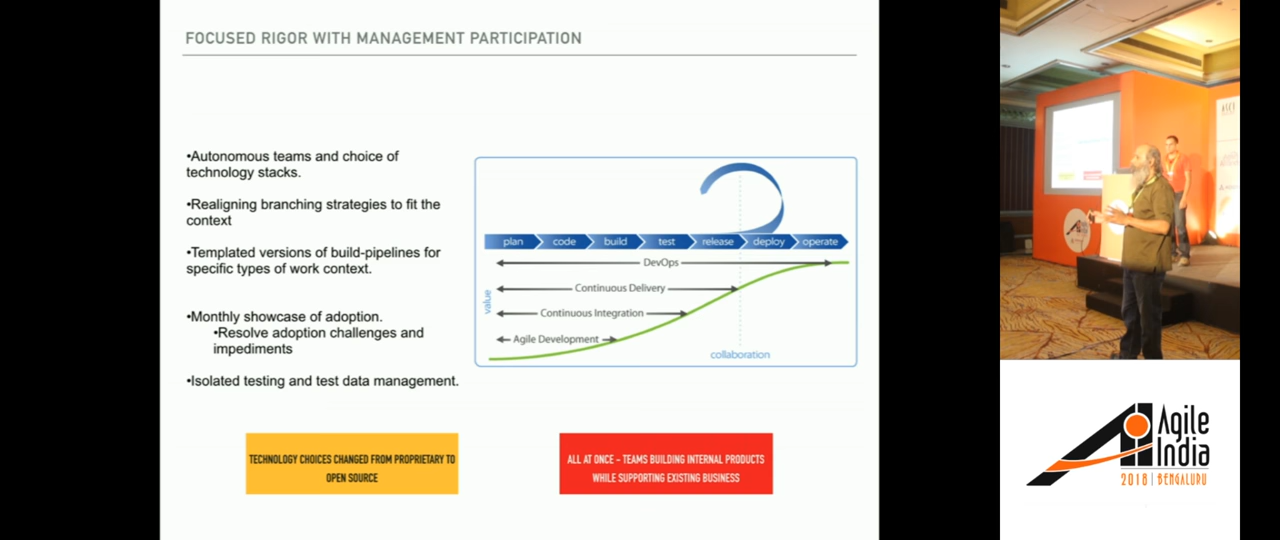 FOCUSED RIGOR WITH MANAGEMENT PARTICIPATION
•Autonomous teams and choice of
technology stacks.
•Realigning branching strategies to fit the
context
•Templated versions of build-pipelines for
specific types of work context.
•Monthly showcase of adoption.
•Resolve adoption challenges and
impediments
•Isolated testing and test data management.
plan code build test release deploy operate
DevOps
Continuous Delivery
Continuous Integration
Agile Development
value
collaboration
TECHNOLOGY CHOICES CHANGED FROM PROPRIETARY TO
OPEN SOURCE
ALL AT ONCE – TEAMS BUILDING INTERNAL PRODUCTS
WHILE SUPPORTING EXISTING BUSINESS
Agile
India
2018 | BENGALURU